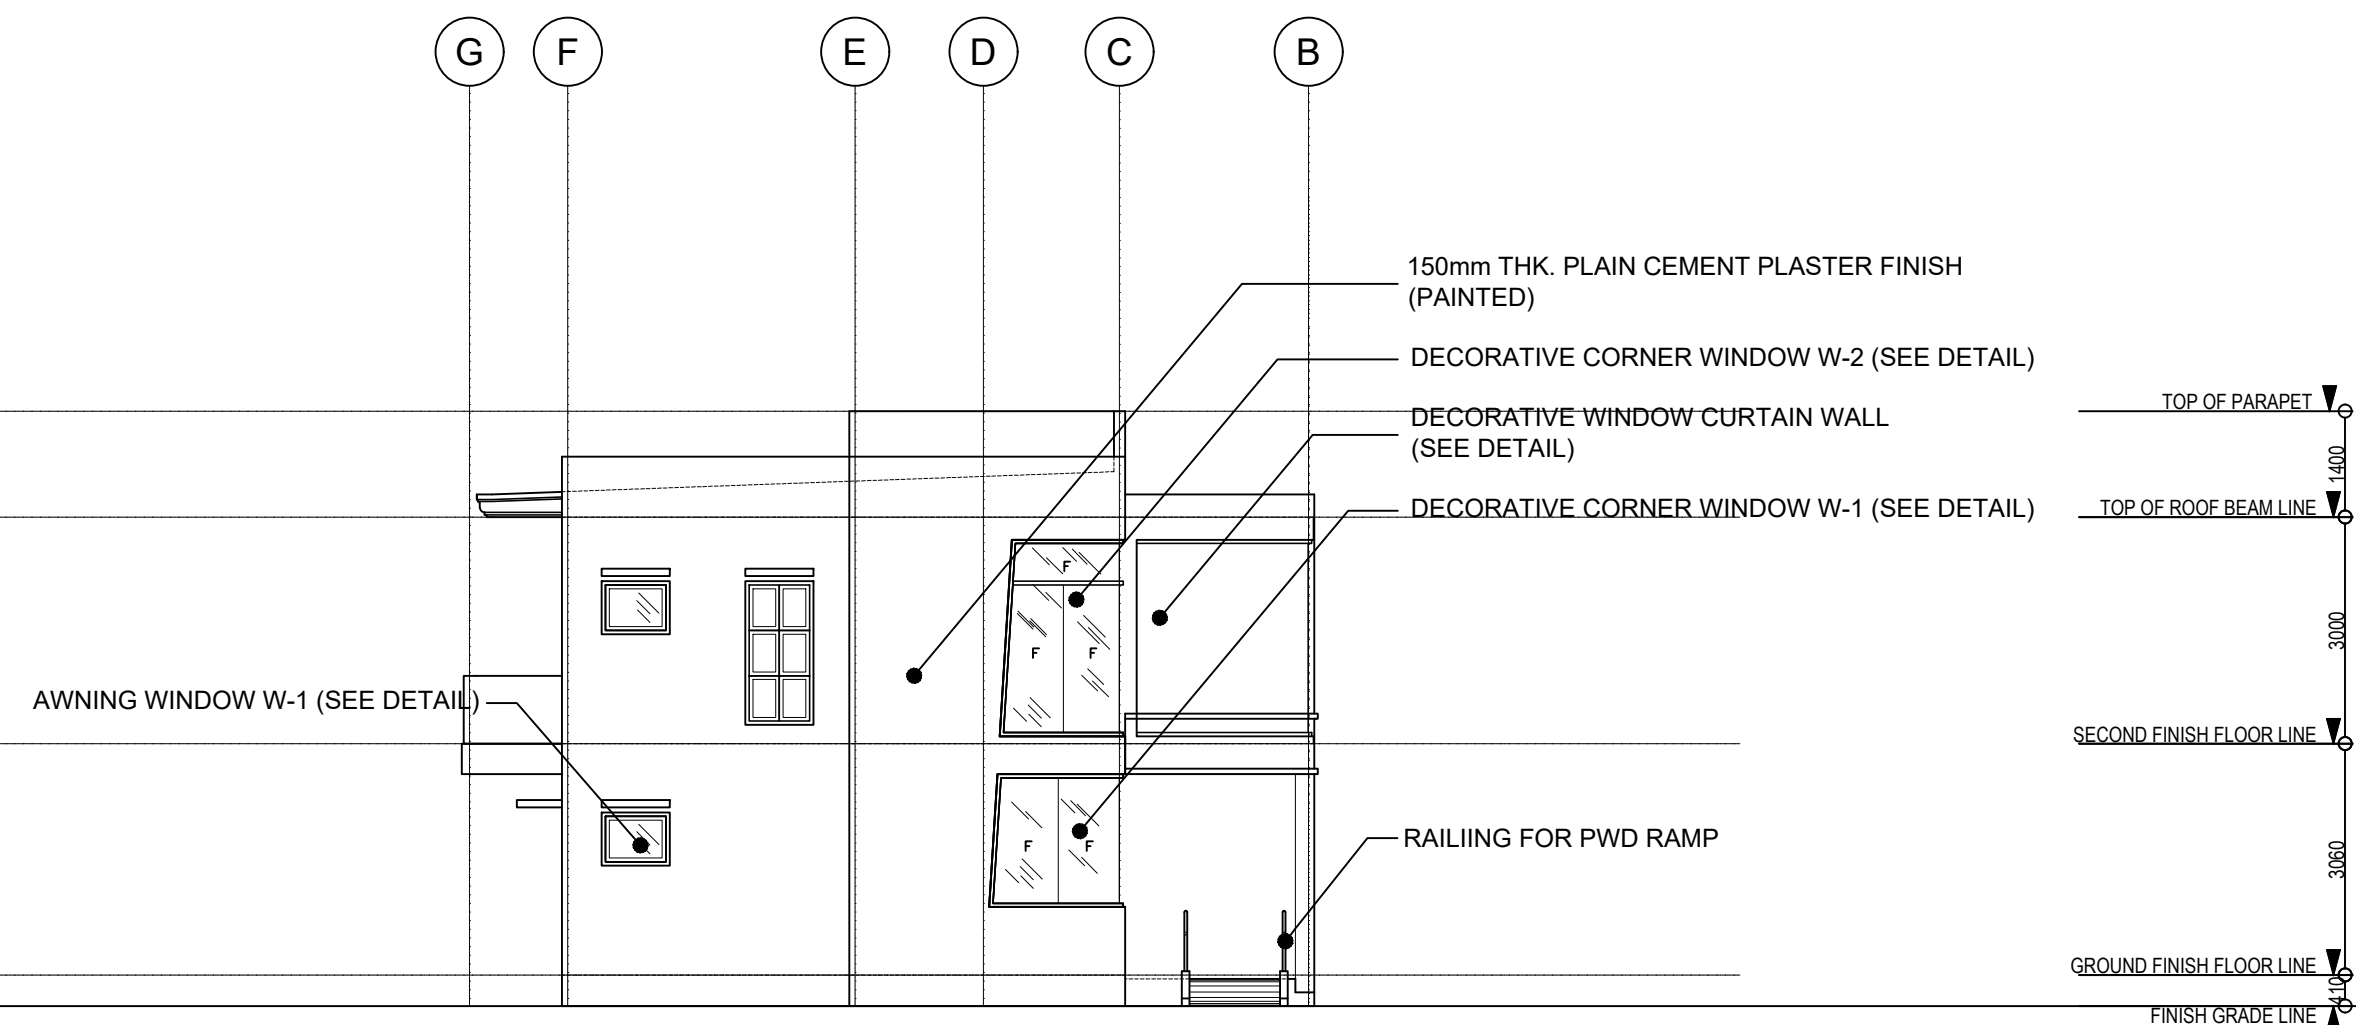 G F E D C B
150mm THK. PLAIN CEMENT PLASTER FINISH
(PAINTED)
DECORATIVE CORNER WINDOW W-2 (SEE DETAIL)
DECORATIVE WINDOW CURTAIN WALL
(SEE DETAIL)
DECORATIVE CORNER WINDOW W-1 (SEE DETAIL)
AWNING WINDOW W-1 (SEE DETAIL)
RAILIING FOR PWD RAMP
F
F F
F F
TOP OF PARAPET
1400
TOP OF ROOF BEAM LINE
3000
SECOND FINISH FLOOR LINE
3060
GROUND FINISH FLOOR LINE
410
FINISH GRADE LINE